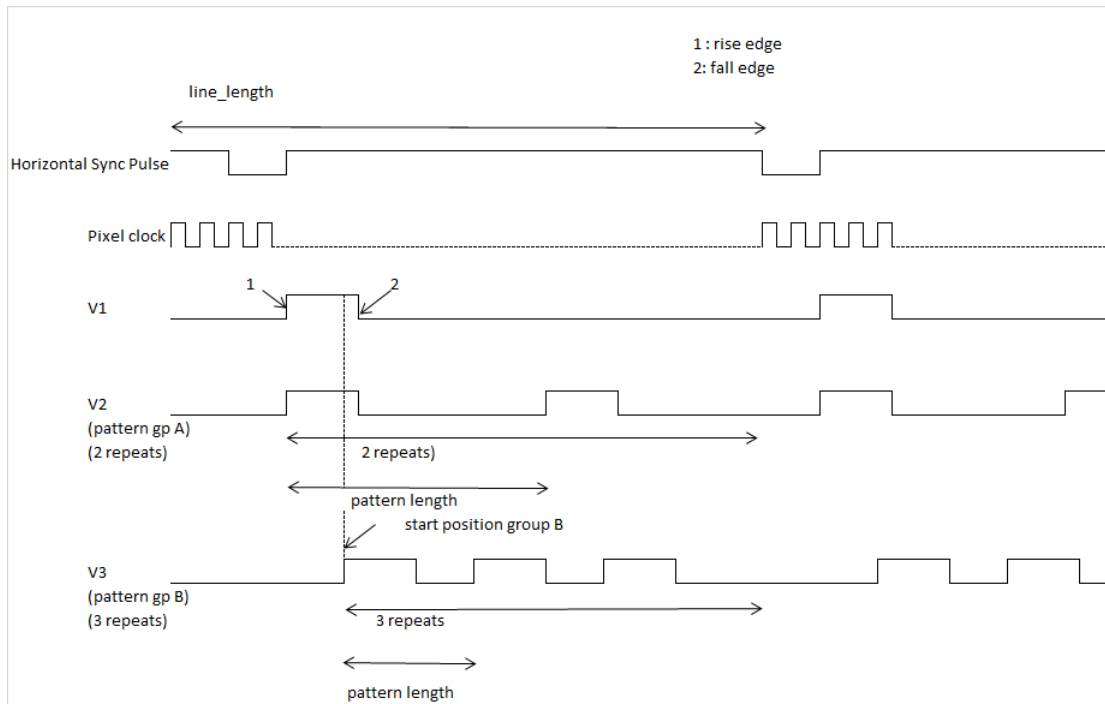 1 : rise edge
2: fall edge
line_length
Horizontal Sync Pulse
Pixel clock
1
2
V1
V2
(pattern gp A)
(2 repeats)
2 repeats)
pattern length
start position group B
V3
(pattern gp B)
(3 repeats)
3 repeats
pattern length